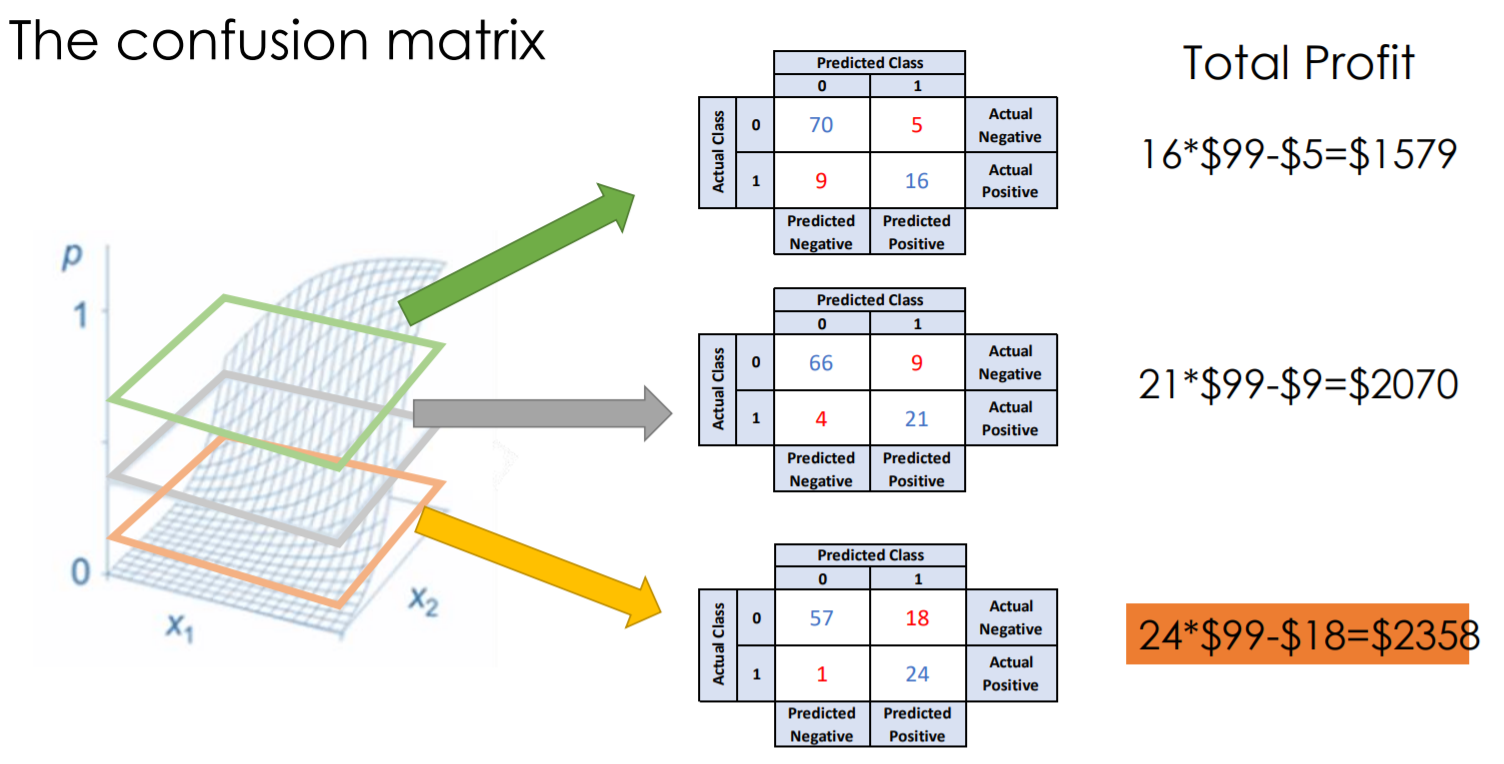 The confusion matrix
Total Profit
p
1
0
X1
X2
Predicted Class
0 1
Actual Class
0 70 5 Actual Negative
1 9 16 Actual Positive
Predicted Negative Predicted Positive
16*$99-$5=$1579
Predicted Class
0 1
Actual Class
0 66 9 Actual Negative
1 4 21 Actual Positive
Predicted Negative Predicted Positive
21*$99-$9=$2070
Predicted Class
0 1
Actual Class
0 57 18 Actual Negative
1 1 24 Actual Positive
Predicted Negative Predicted Positive
24*$99-$18=$2358